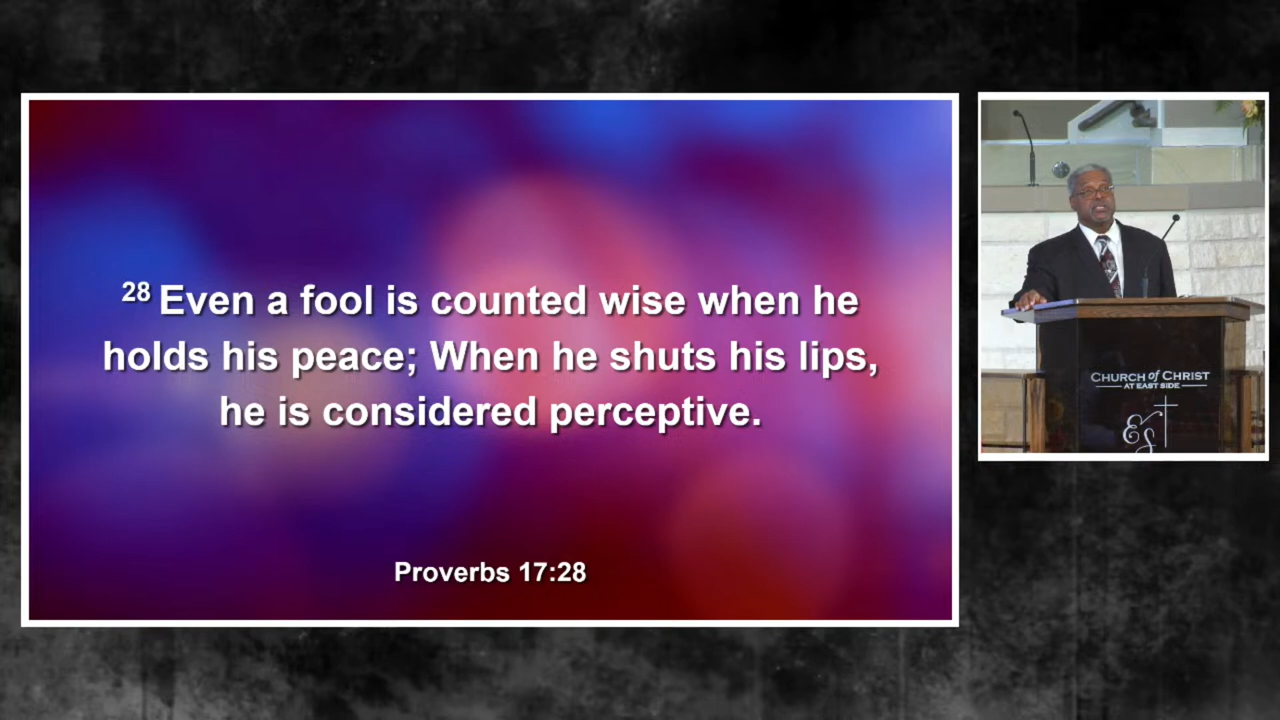 28 Even a fool is counted wise when he
holds his peace; When he shuts his lips,
he is considered perceptive.
Proverbs 17:28
CHURCH of CHRIST
AT EAST SIDE